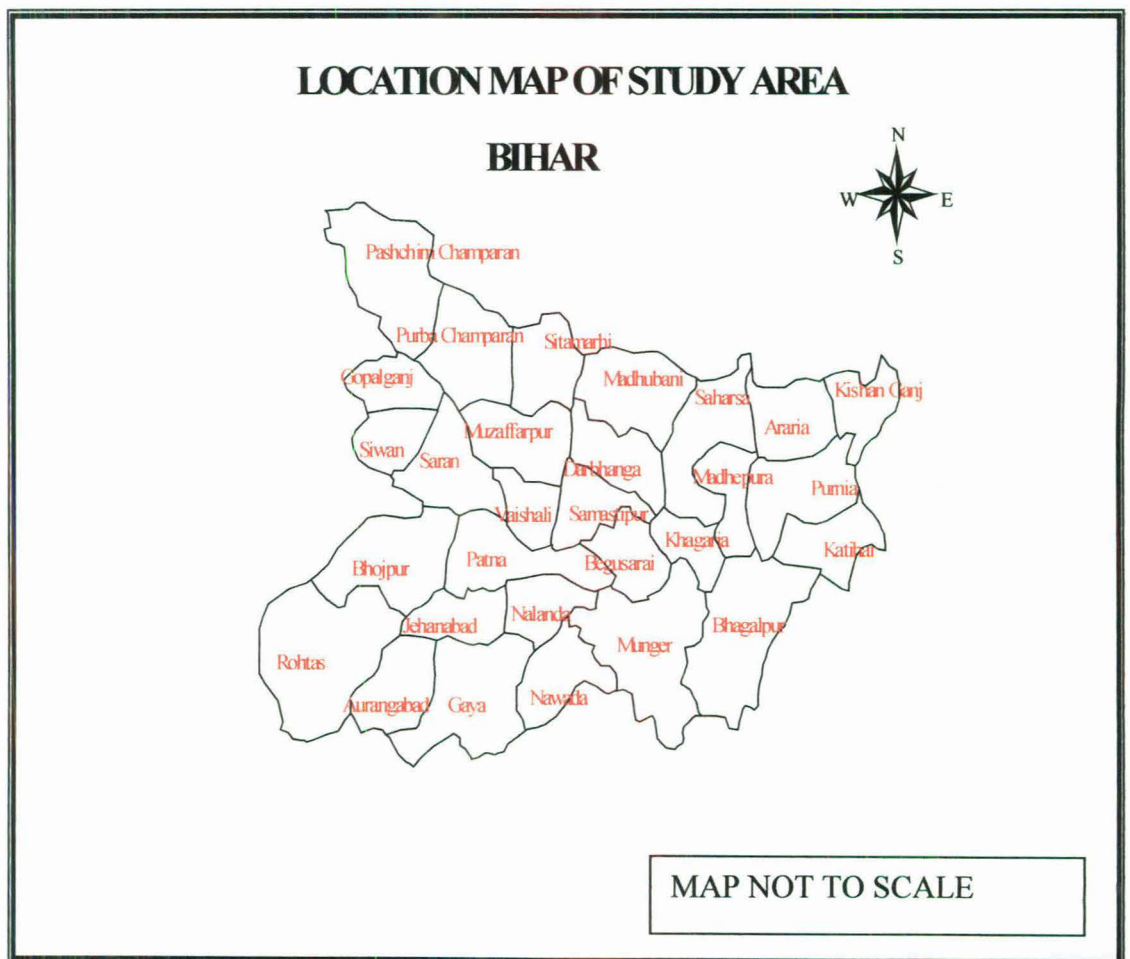 LOCATION MAP OF STUDY AREA
BIHAR
N
W
E
S
Pashchim Champaran
Purba Champaran
Sitamarhi
Gopalganj
Madhubani
Saharsa
Kishan Ganj
Araria
Siwan
Saran
Muzaffarpur
Darbhanga
Madhepura
Purnia
Vaishali
Samastipur
Khagaria
Katihar
Bhojpur
Patna
Begusarai
Jehanabad
Nalanda
Munger
Bhagalpur
Rohtas
Aurangabad
Gaya
Nawada
MAP NOT TO SCALE